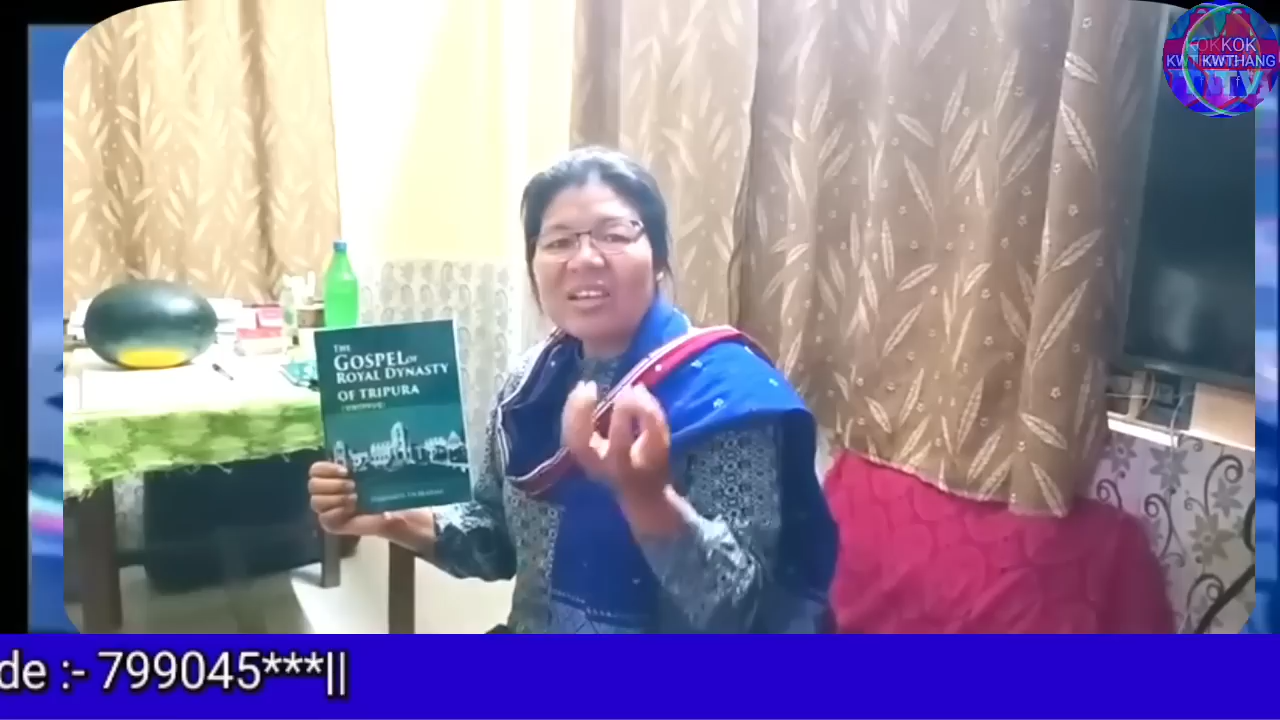 KOK
KWTHANG
TV
THE
GOSPEL OF
ROYAL DYNASTY
OF TRIPURA
de :- 799045***||